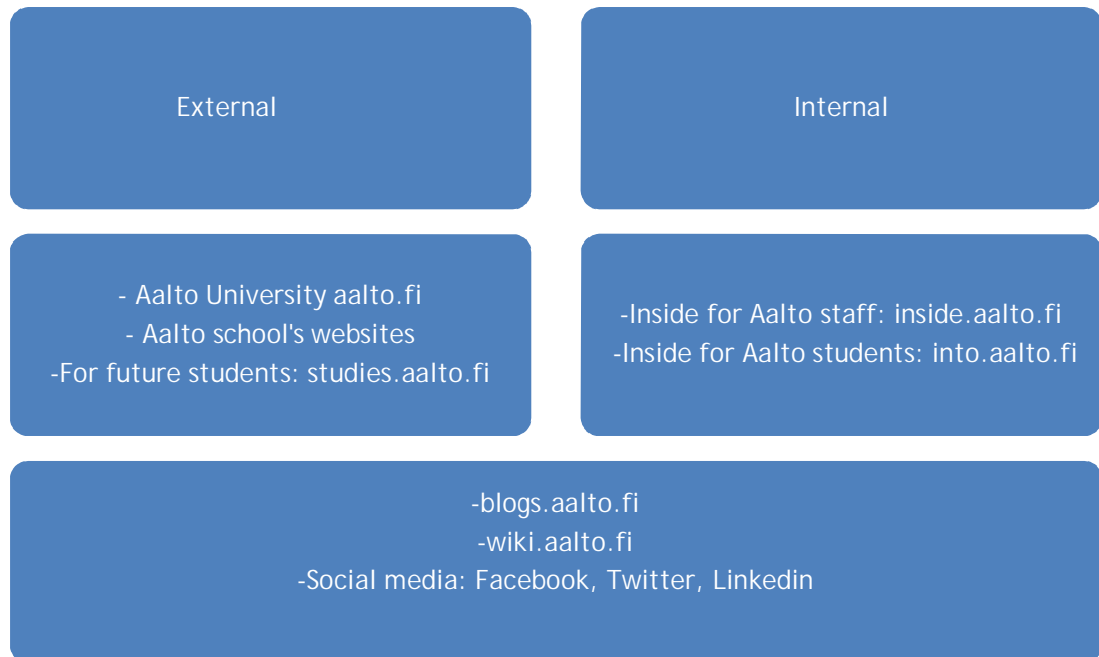 External
Internal
- Aalto University aalto.fi
- Aalto school's websites
-For future students: studies.aalto.fi
-Inside for Aalto staff: inside.aalto.fi
-Inside for Aalto students: into.aalto.fi
-blogs.aalto.fi
-wiki.aalto.fi
-Social media: Facebook, Twitter, Linkedin